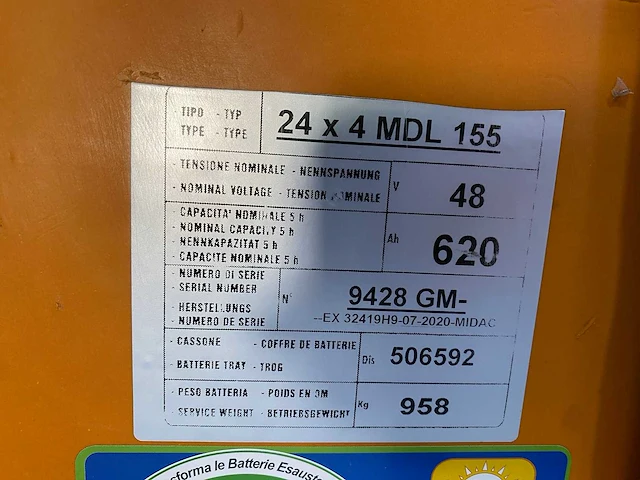 TIPO - TYP
TYPE - TYPE
24 x 4 MDL 155
- TENSIONE NOMINALE - NENNSPANNUNG
- NOMINAL VOLTAGE - TENSION NOMINALE
V
48
- CAPACITA' NOMINALE 5 h
- NOMINAL CAPACITY 5 h
- NENNKAPAZITAT 5 h
- CAPACITE NOMINALE 5 h
Ah
620
- NUMERO DI SERIE
- SERIAL NUMBER
- HERSTELLUNGS
- NUMERO DE SERIE
N°
9428 GM-
--EX 32419H9-07-2020-MIDAC
- CASSONE - COFFRE DE BATTERIE
- BATTERIE TRAY - TROG
Dis
506592
- PESO BATTERIA - POIDS EN OM
- SERVICE WEIGHT - BETRIEBSGEWICHT
Kg
958
sforma le Batterie Esauste